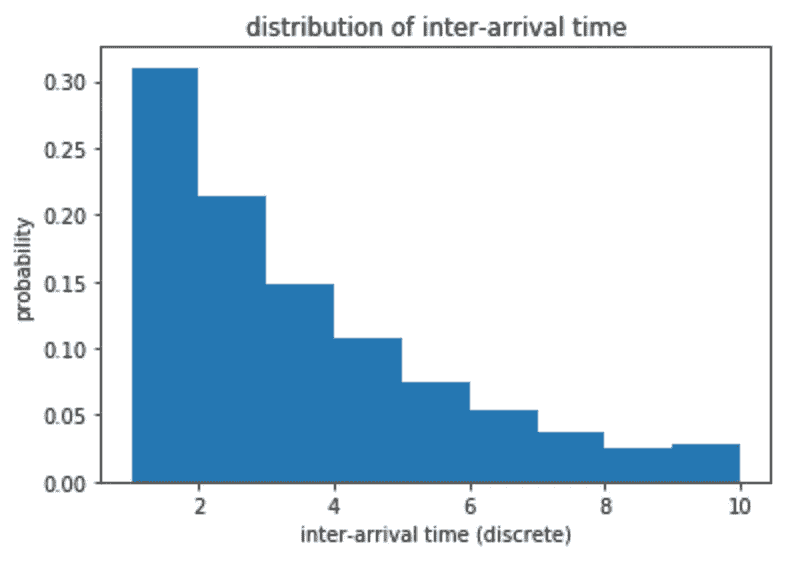 distribution of inter-arrival time
0.30
0.25
0.20
0.15
0.10
0.05
0.00
probability
2 4 6 8 10
inter-arrival time (discrete)